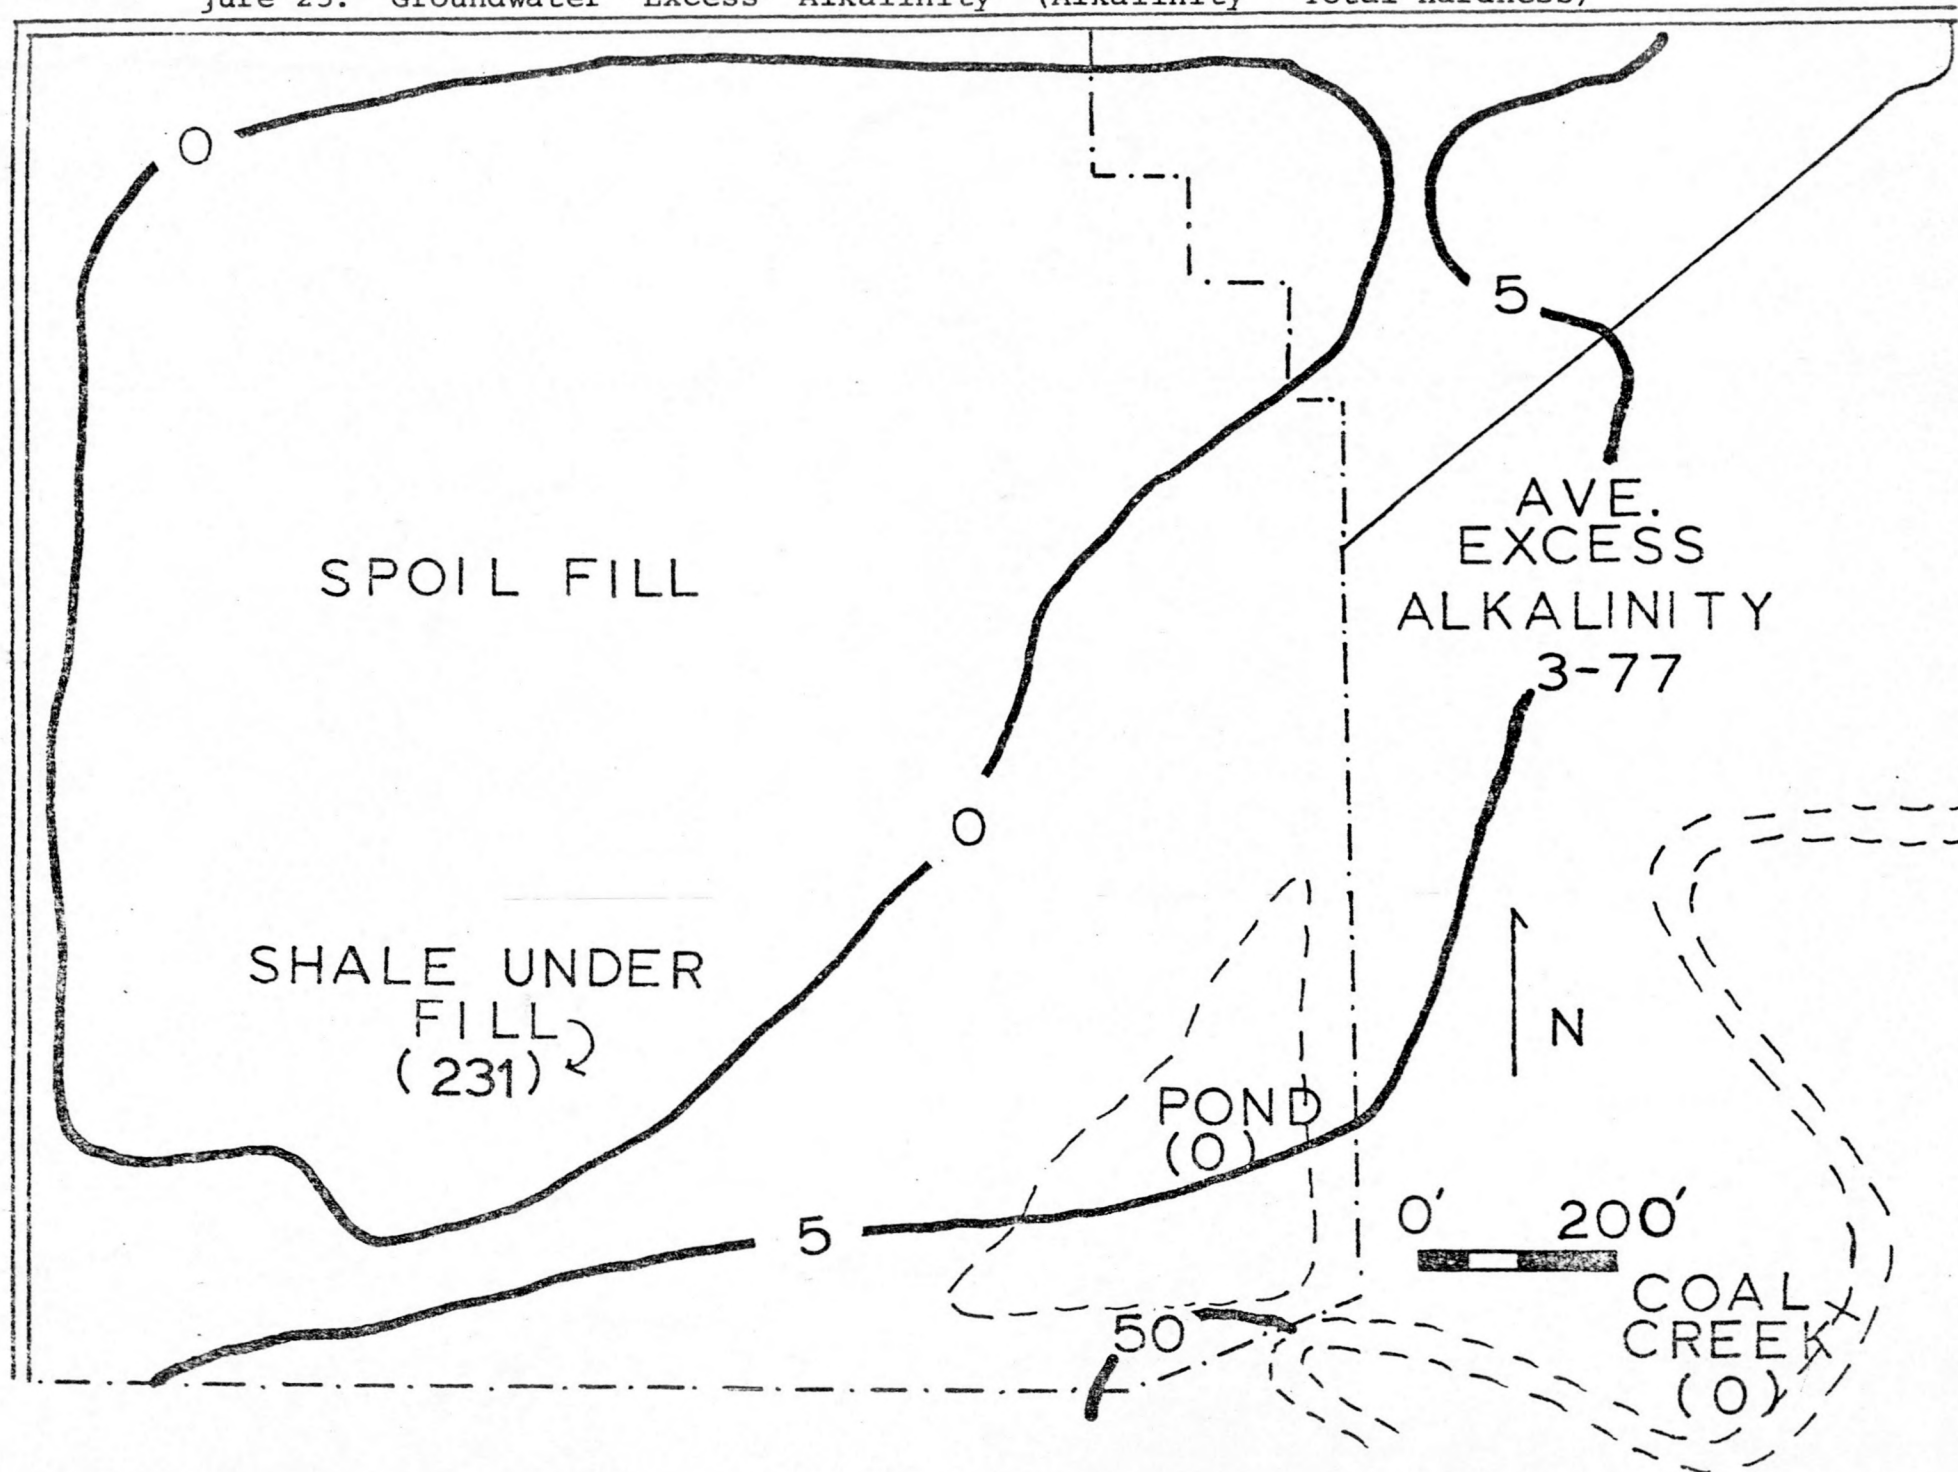 Groundwater "Excess" Alkalinity (Alkalinity - Total Hardness)
0
5
SPOIL FILL
AVE.
EXCESS
ALKALINITY
3-77
0
SHALE UNDER
FILL
(231)
N
POND
(0)
5
0' 200'
50
COAL
CREEK
(0)